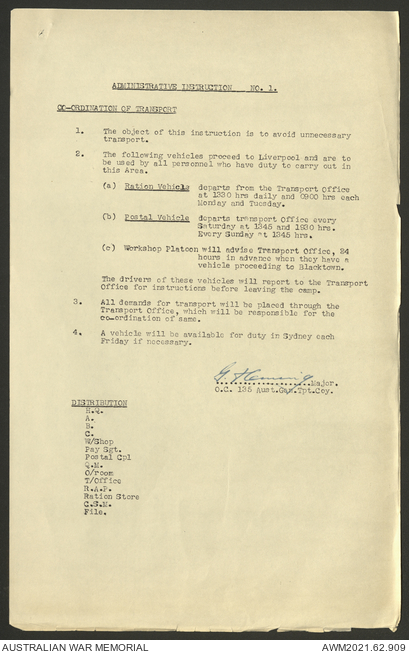 ADMINISTRATIVE INSTRUCTION NO. 1.
CO-ORDINATION OF TRANSPORT
1. The object of this instruction is to avoid unnecessary
transport.
2. The following vehicles proceed to Liverpool and are to
be used by all personnel who have duty to carry out in
this Area.
(a) Ration Vehicle departs from the Transport Office
at 1330 hrs daily and 0900 hrs each
Monday and Tuesday.
(b) Postal Vehicle departs transport Office every
Saturday at 1245 and 1930 hrs.
Every Sunday at 1245 hrs.
(c) Workshop Platoon will advise Transport Office, 24
hours in advance when they have a
vehicle proceeding to Blacktown.
The drivers of these vehicles will report to the Transport
Office for instructions before leaving the camp.
3. All demands for transport will be placed through the
Transport Office, which will be responsible for the
co-ordination of same.
4. A vehicle will be available for duty in Sydney each
Friday if necessary.
G. Fleming
....................Major.
O.C. 135 Aust.Gen.Tpt.Coy.
DISTRIBUTION
H.Q.
A.
B.
C.
W/Shop
Pay Sgt.
Postal Cpl
Q.M.
O/room
T/Office
R.A.P.
Ration Store
C.S.M.
File.
AUSTRALIAN WAR MEMORIAL AWM2021.62.909